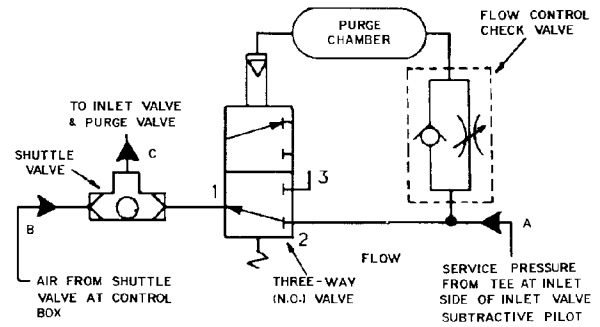 PURGE
CHAMBER
FLOW CONTROL
CHECK VALVE
TO INLET VALVE
& PURGE VALVE
SHUTTLE
VALVE
C
1
3
B
2
A
FLOW
AIR FROM SHUTTLE
VALVE AT CONTROL
BOX
THREE-WAY
(N.O.) VALVE
SERVICE PRESSURE
FROM TEE AT INLET
SIDE OF INLET VALVE
SUBTRACTIVE PILOT